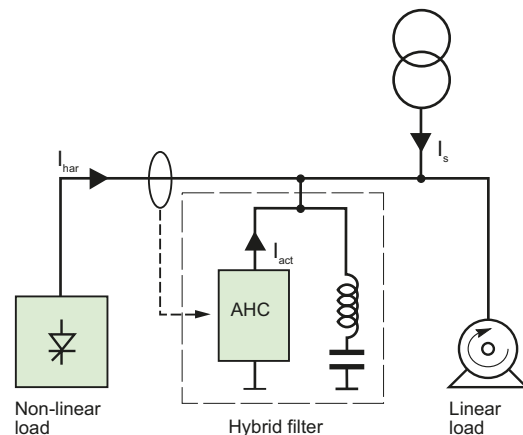 I_s
I_har
I_act
AHC
Non-linear
load
Hybrid filter
Linear
load